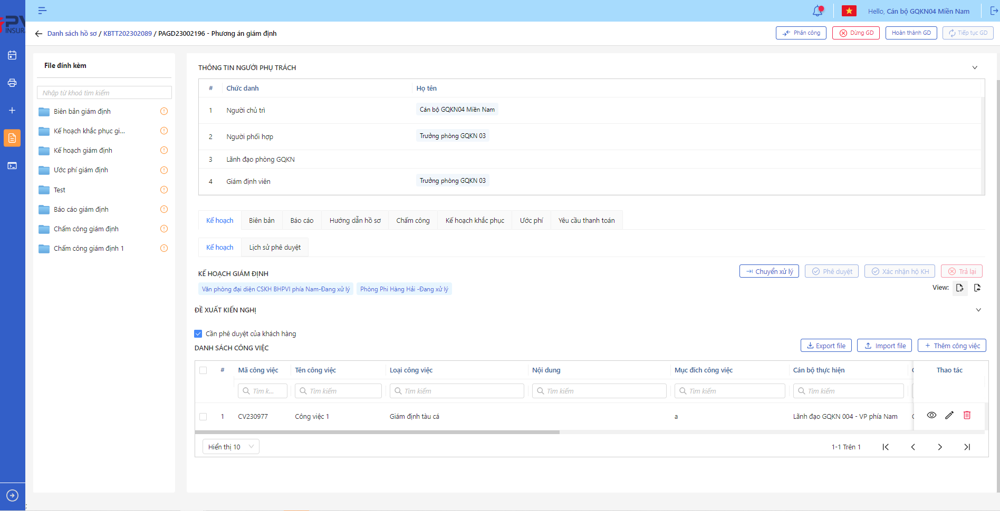 PV
INSURA
Hello, Cán bộ GQKN04 Miền Nam
Danh sách hồ sơ / KBTT202302089 / PAGD23002196 - Phương án giám định
Phân công
Dừng GD
Hoàn thành GD
Tiếp tục GD
File đính kèm
Nhập từ khoá tìm kiếm
Biên bản giám định
Kế hoạch khắc phục gi...
Kế hoạch giám định
Ước phí giám định
Test
Báo cáo giám định
Chấm công giám định
Chấm công giám định 1
THÔNG TIN NGƯỜI PHỤ TRÁCH
# Chức danh Họ tên
1 Người chủ trì Cán bộ GQKN04 Miền Nam
2 Người phối hợp Trưởng phòng GQKN 03
3 Lãnh đạo phòng GQKN
4 Giám định viên Trưởng phòng GQKN 03
Kế hoạch Biên bản Báo cáo Hướng dẫn hồ sơ Chấm công Kế hoạch khắc phục Ước phí Yêu cầu thanh toán
Kế hoạch Lịch sử phê duyệt
KẾ HOẠCH GIÁM ĐỊNH
Chuyển xử lý Phê duyệt Xác nhận hộ KH Trả lại
Văn phòng đại diện CSKH BHPVI phía Nam-Đang xử lý Phòng Phi Hàng Hải -Đang xử lý
View:
ĐỀ XUẤT KIẾN NGHỊ
Cần phê duyệt của khách hàng
DANH SÁCH CÔNG VIỆC
Export file Import file + Thêm công việc
# Mã công việc Tên công việc Loại công việc Nội dung Mục đích công việc Cán bộ thực hiện Thao tác
Tìm k... Tìm kiếm Tìm kiếm Tìm kiếm Tìm kiếm Tìm kiếm
1 CV230977 Công việc 1 Giám định tàu cá a Lãnh đạo GQKN 004 - VP phía Nam
Hiển thị 10
1-1 Trên 1
;